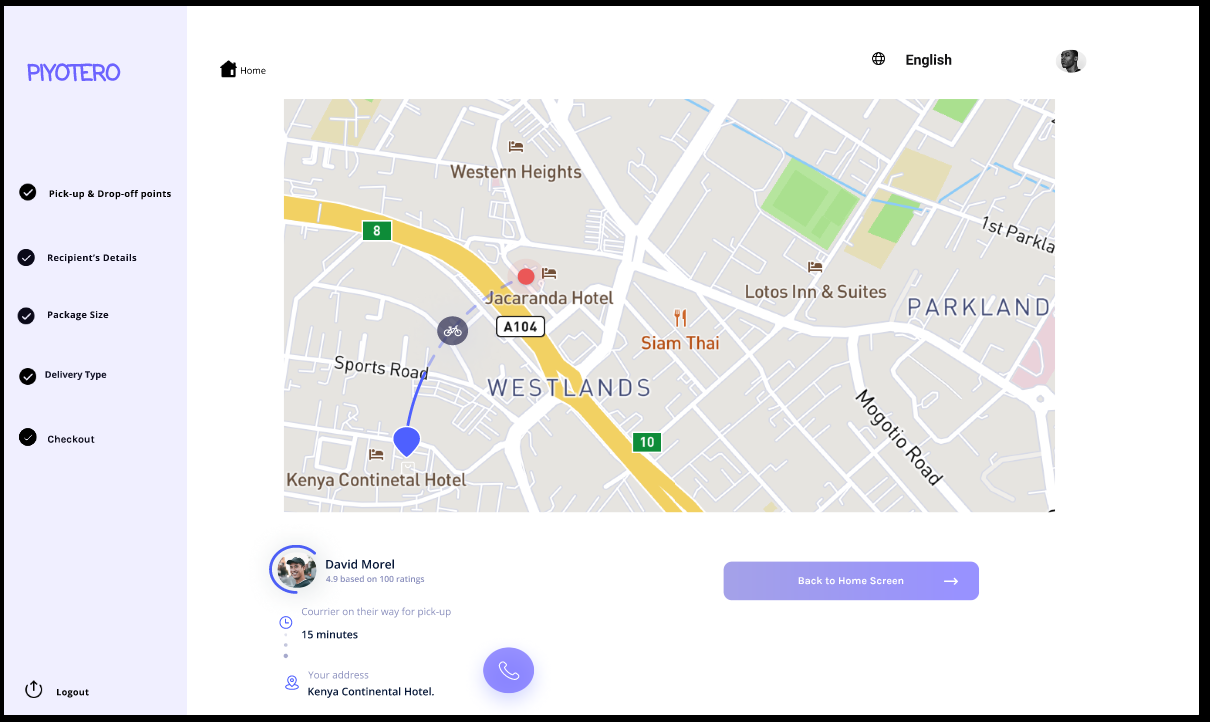 PIYOTERO
Home
English
Pick-up & Drop-off points
Recipient's Details
Package Size
Delivery Type
Checkout
Logout
Western Heights
8
1st Parkla
Jacaranda Hotel
Lotos Inn & Suites
PARKLAND
A104
Siam Thai
Sports Road
WESTLANDS
Mogotio Road
10
Kenya Continetal Hotel
David Morel
4.9 based on 100 ratings
Back to Home Screen
Courrier on their way for pick-up
15 minutes
Your address
Kenya Continental Hotel.